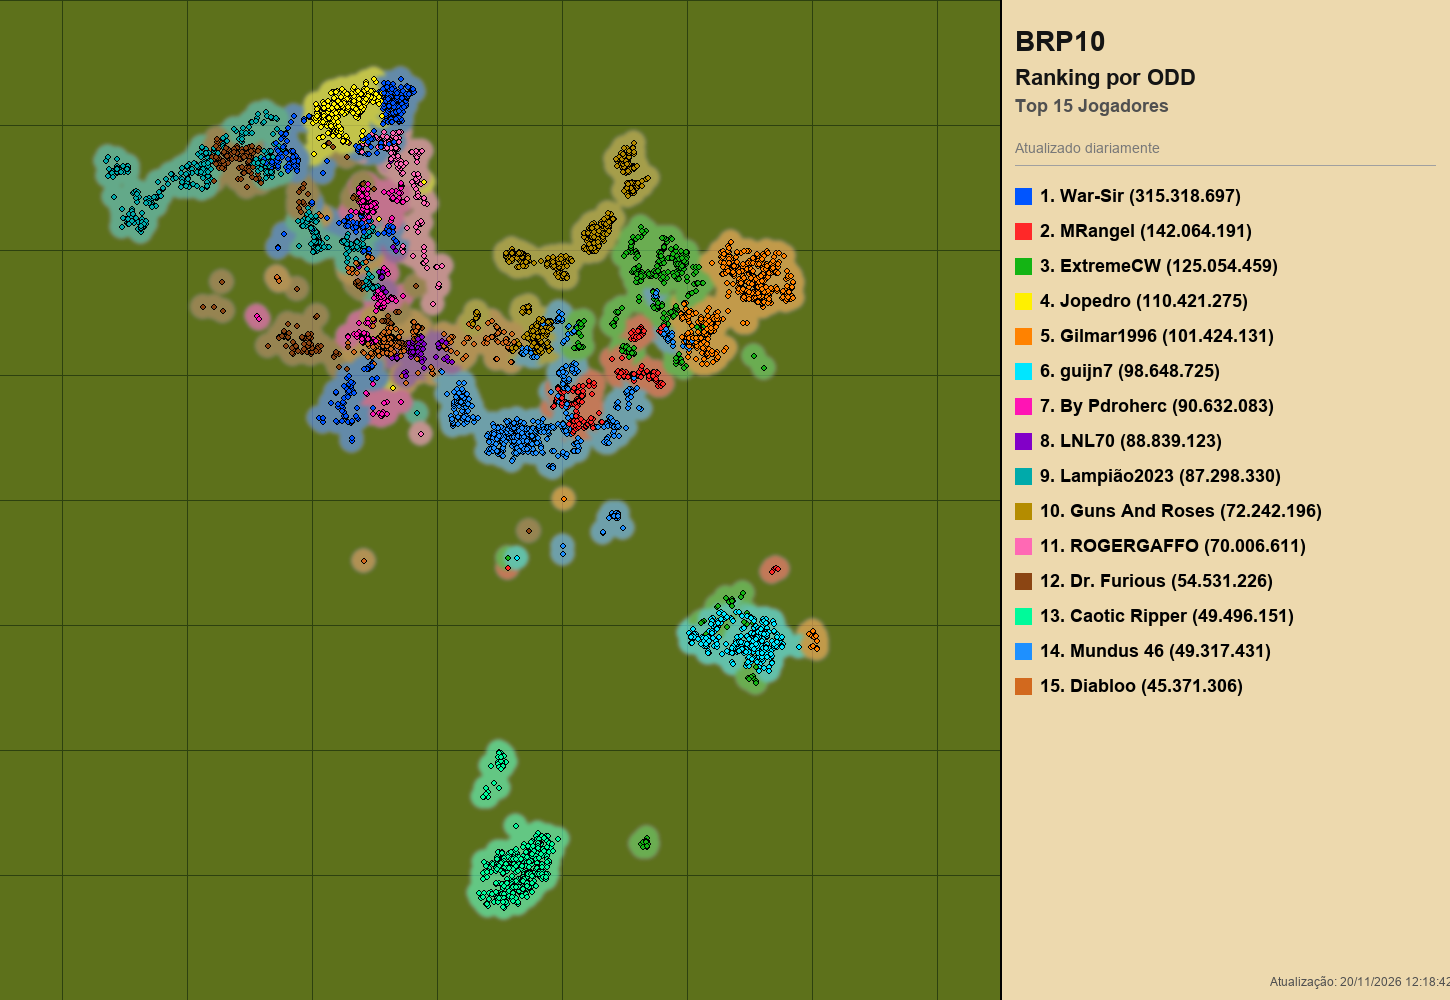 BRP10
Ranking por ODD
Top 15 Jogadores
Atualizado diariamente
1. War-Sir (315.318.697)
2. MRangel (142.064.191)
3. ExtremeCW (125.054.459)
4. Jopedro (110.421.275)
5. Gilmar1996 (101.424.131)
6. guijn7 (98.648.725)
7. By Pdroherc (90.632.083)
8. LNL70 (88.839.123)
9. Lampião2023 (87.298.330)
10. Guns And Roses (72.242.196)
11. ROGERGAFFO (70.006.611)
12. Dr. Furious (54.531.226)
13. Caotic Ripper (49.496.151)
14. Mundus 46 (49.317.431)
15. Diabloo (45.371.306)
Atualização: 20/11/2026 12:18:42